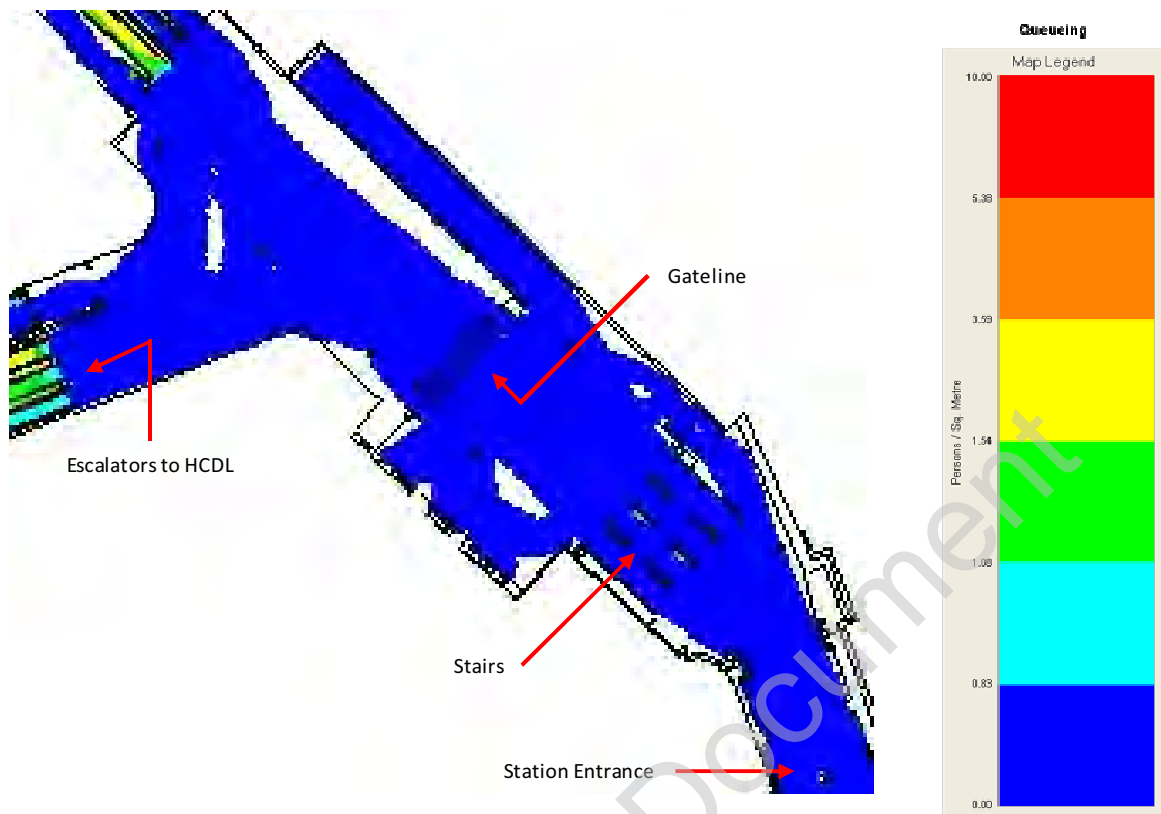 Queueing
Map Legend
10.00
5.38
3.59
1.54
1.08
0.83
0.00
Persons / Sq. Metre
Gateline
Escalators to HCDL
Stairs
Station Entrance
Document